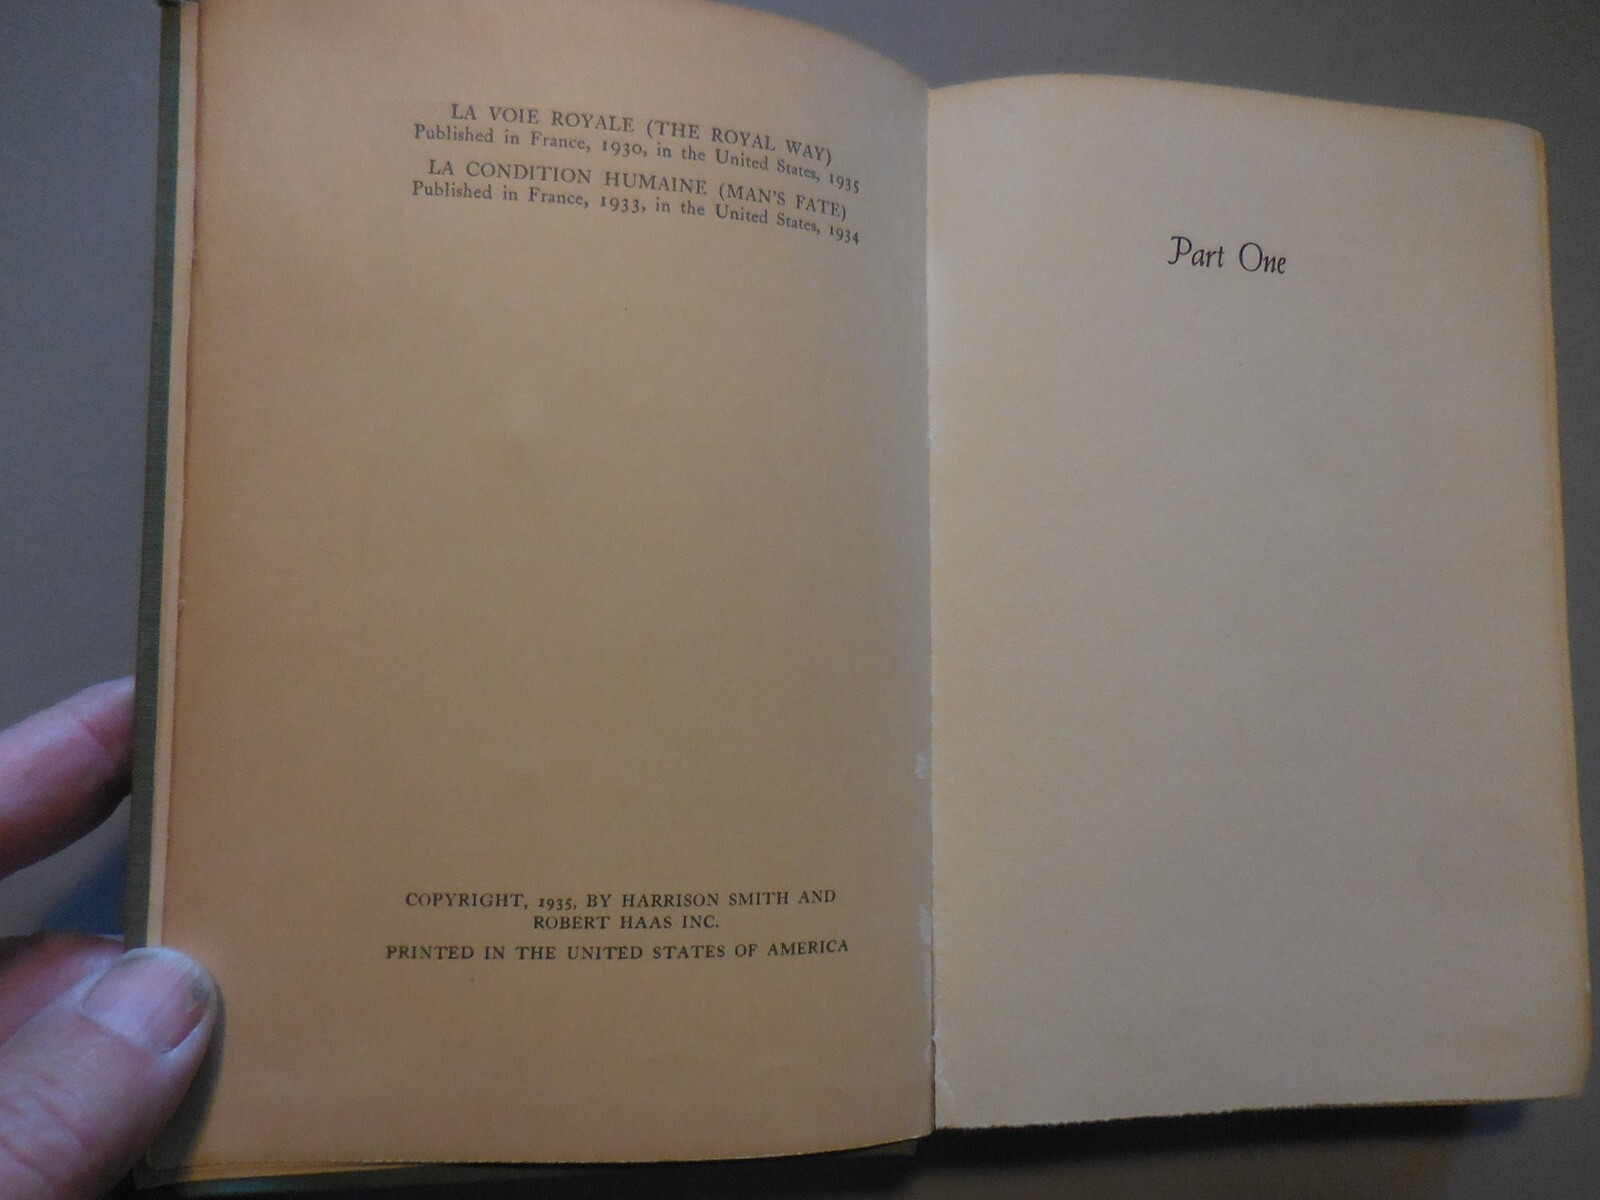 LA VOIE ROYALE (THE ROYAL WAY)
Published in France, 1930, in the United States, 1935
LA CONDITION HUMAINE (MAN'S FATE)
Published in France, 1933, in the United States, 1934
COPYRIGHT, 1935, BY HARRISON SMITH AND
ROBERT HAAS INC.
PRINTED IN THE UNITED STATES OF AMERICA
Part One